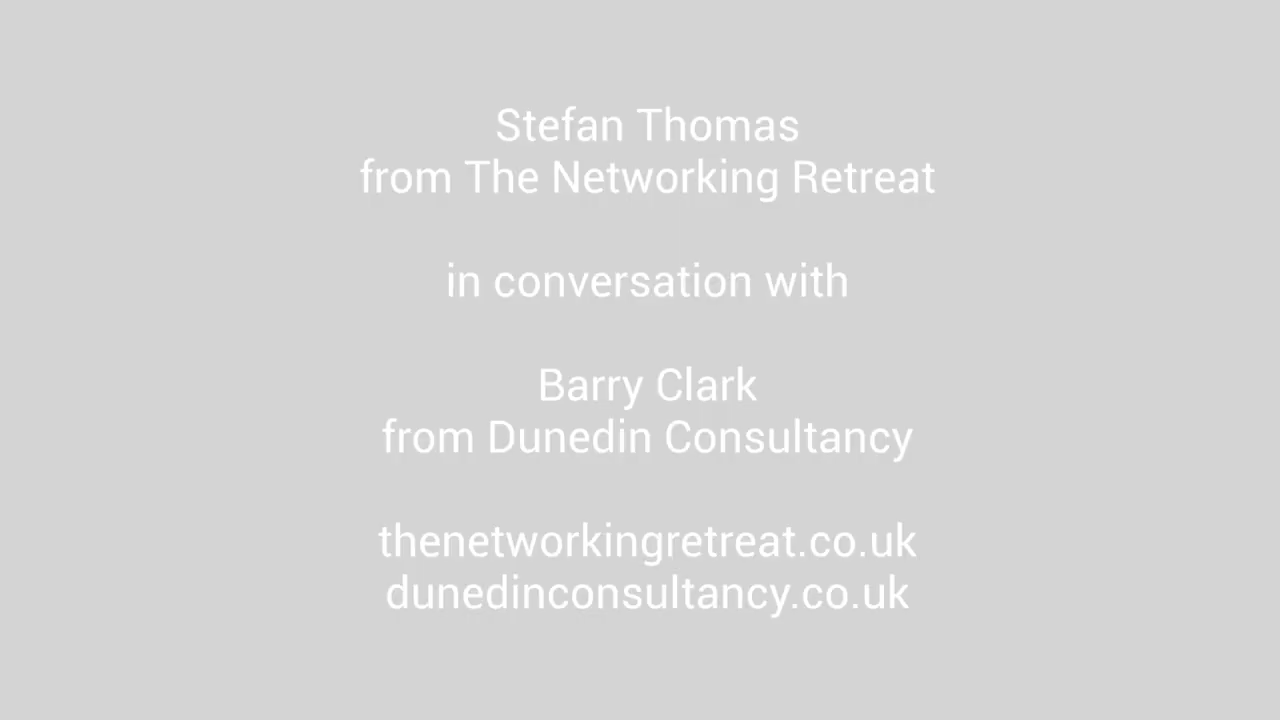 Stefan Thomas
from The Networking Retreat
in conversation with
Barry Clark
from Dunedin Consultancy
thenetworkingretreat.co.uk
dunedinconsultancy.co.uk